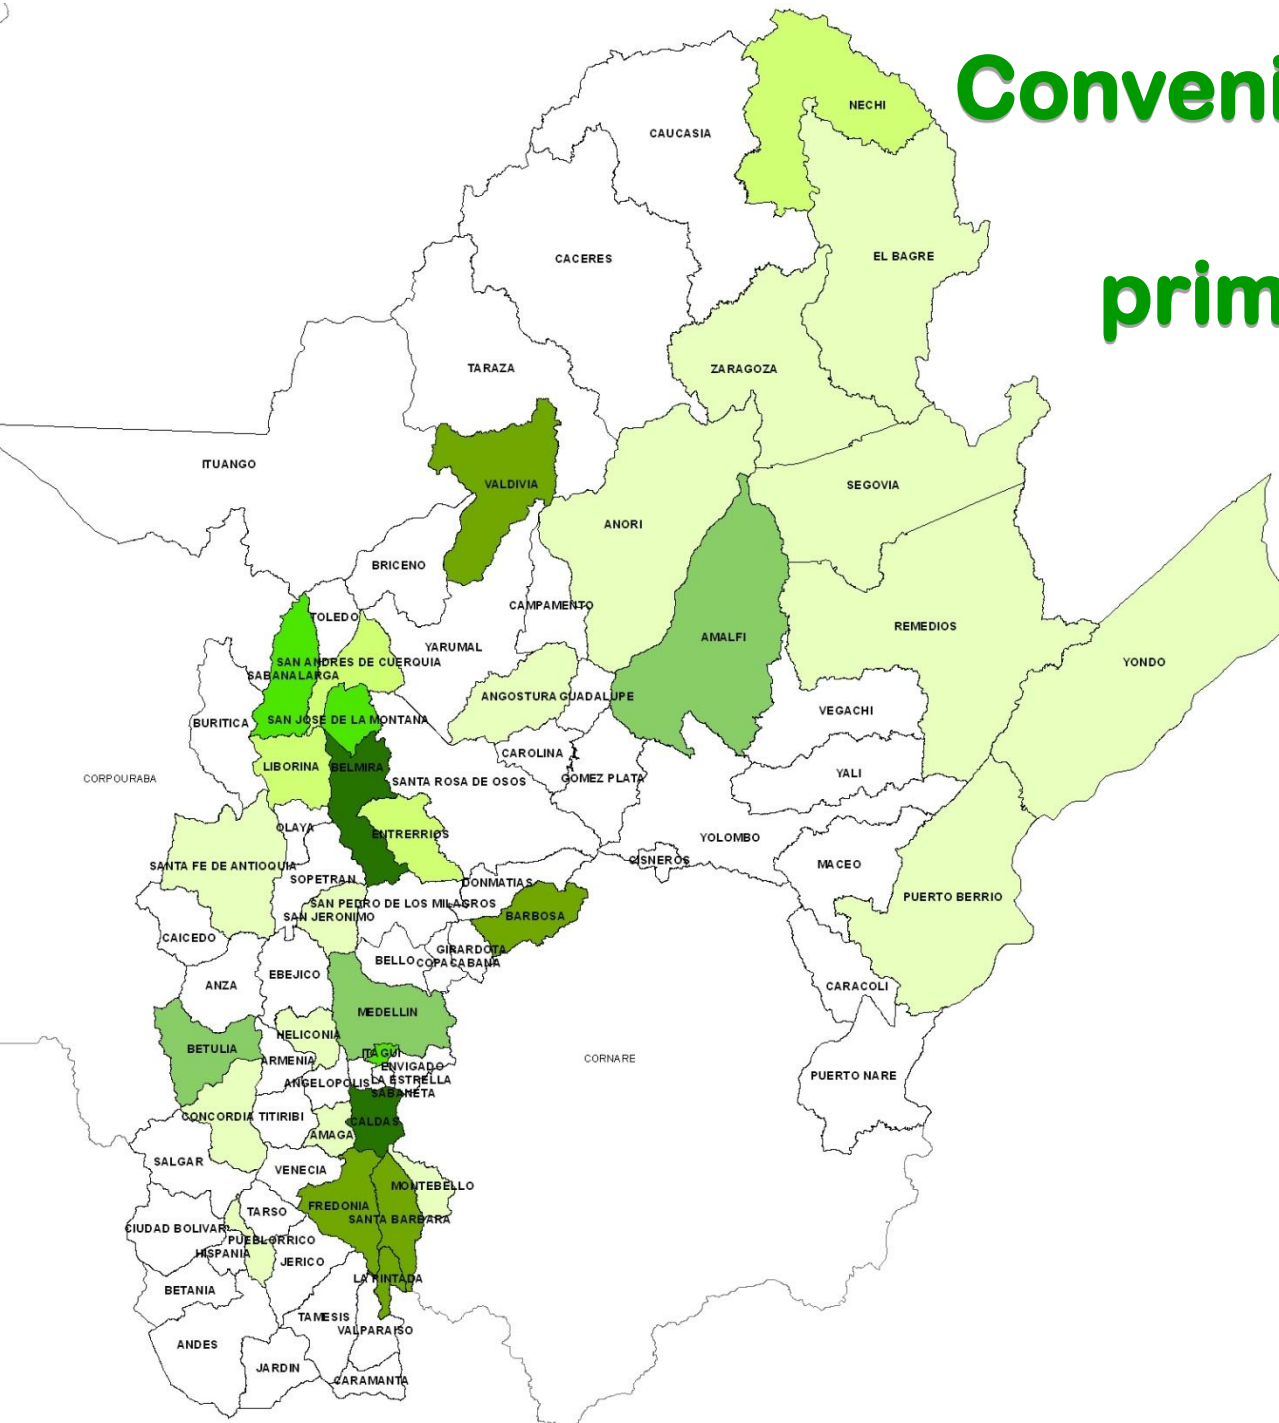 Conveni
NECHI
CAUCASIA
EL BAGRE
CACERES
prim
TARAZA
ZARAGOZA
ITUANGO
VALDIVIA
SEGOVIA
ANORI
BRICENO
CAMPAMENTO
TOLEDO
REMEDIOS
AMALFI
YARUMAL
SAN ANDRES DE CUERQUIA
YONDO
SABANALARGA
ANGOSTURA
GUADALUPE
VEGACHI
BURITICA
SAN JOSE DE LA MONTANA
CAROLINA
LIBORINA
BELMIRA
YALI
CORPOURABA
SANTA ROSA DE OSOS
GOMEZ PLATA
OLAYA
ENTRERRIOS
YOLOMBO
CISNEROS
MACEO
SANTA FE DE ANTIOQUIA
SOPETRAN
DONMATIAS
PUERTO BERRIO
SAN PEDRO DE LOS MILAGROS
SAN JERONIMO
BARBOSA
CAICEDO
GIRARDOTA
BELLO
COPACABANA
EBEJICO
ANZA
CARACOLI
MEDELLIN
HELICONIA
BETULIA
ITAGUI
CORNARE
ARMENIA
ENVIGADO
PUERTO NARE
LA ESTRELLA
ANGELOPOLIS
SABANETA
CONCORDIA
TITIRIBI
CALDAS
AMAGA
SALGAR
VENECIA
MONTEBELLO
FREDONIA
TARSO
SANTA BARBARA
CIUDAD BOLIVAR
PUEBLORRICO
HISPANIA
JERICO
LA PINTADA
BETANIA
TAMESIS
VALPARAISO
ANDES
JARDIN
CARAMANTA